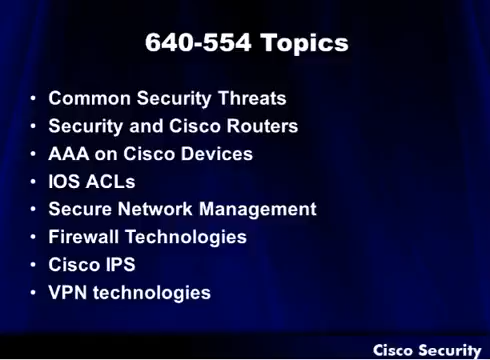 640-554 Topics
• Common Security Threats
• Security and Cisco Routers
• AAA on Cisco Devices
• IOS ACLs
• Secure Network Management
• Firewall Technologies
• Cisco IPS
• VPN technologies
Cisco Security